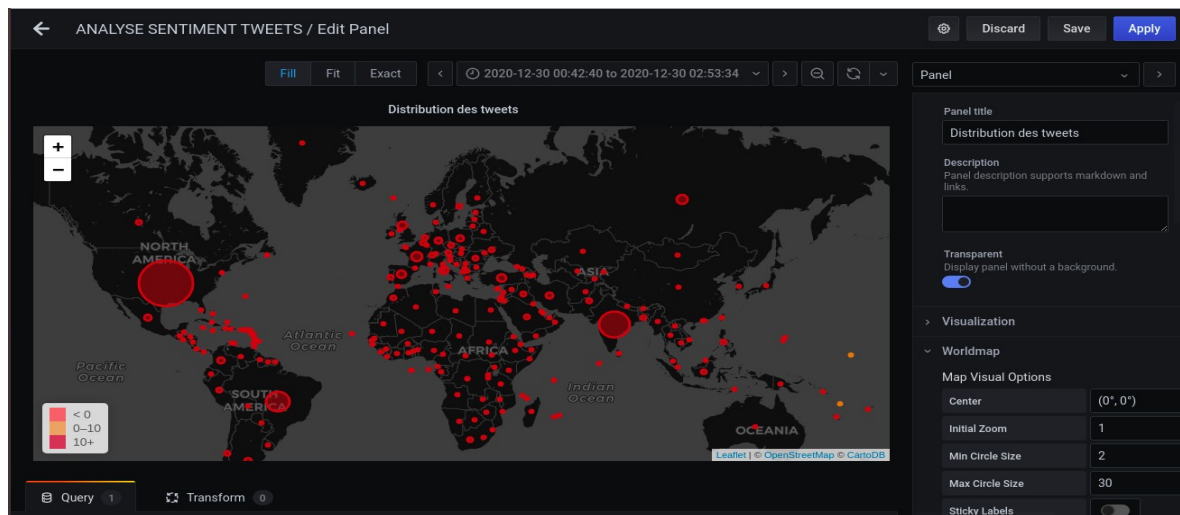 ANALYSE SENTIMENT TWEETS / Edit Panel
Discard
Save
Apply
Fill
Fit
Exact
2020-12-30 00:42:40 to 2020-12-30 02:53:34
Panel
Distribution des tweets
+
−
NORTH
AMERICA
ASIA
Atlantic
Ocean
AFRICA
Pacific
Ocean
Indian
Ocean
SOUTH
AMERICA
OCEANIA
< 0
0–10
10+
Leaflet | © OpenStreetMap © CartoDB
Query 1
Transform 0
Panel title
Distribution des tweets
Description
Panel description supports markdown and
links.
Transparent
Display panel without a background.
Visualization
Worldmap
Map Visual Options
Center
(0°, 0°)
Initial Zoom
1
Min Circle Size
2
Max Circle Size
30
Sticky Labels